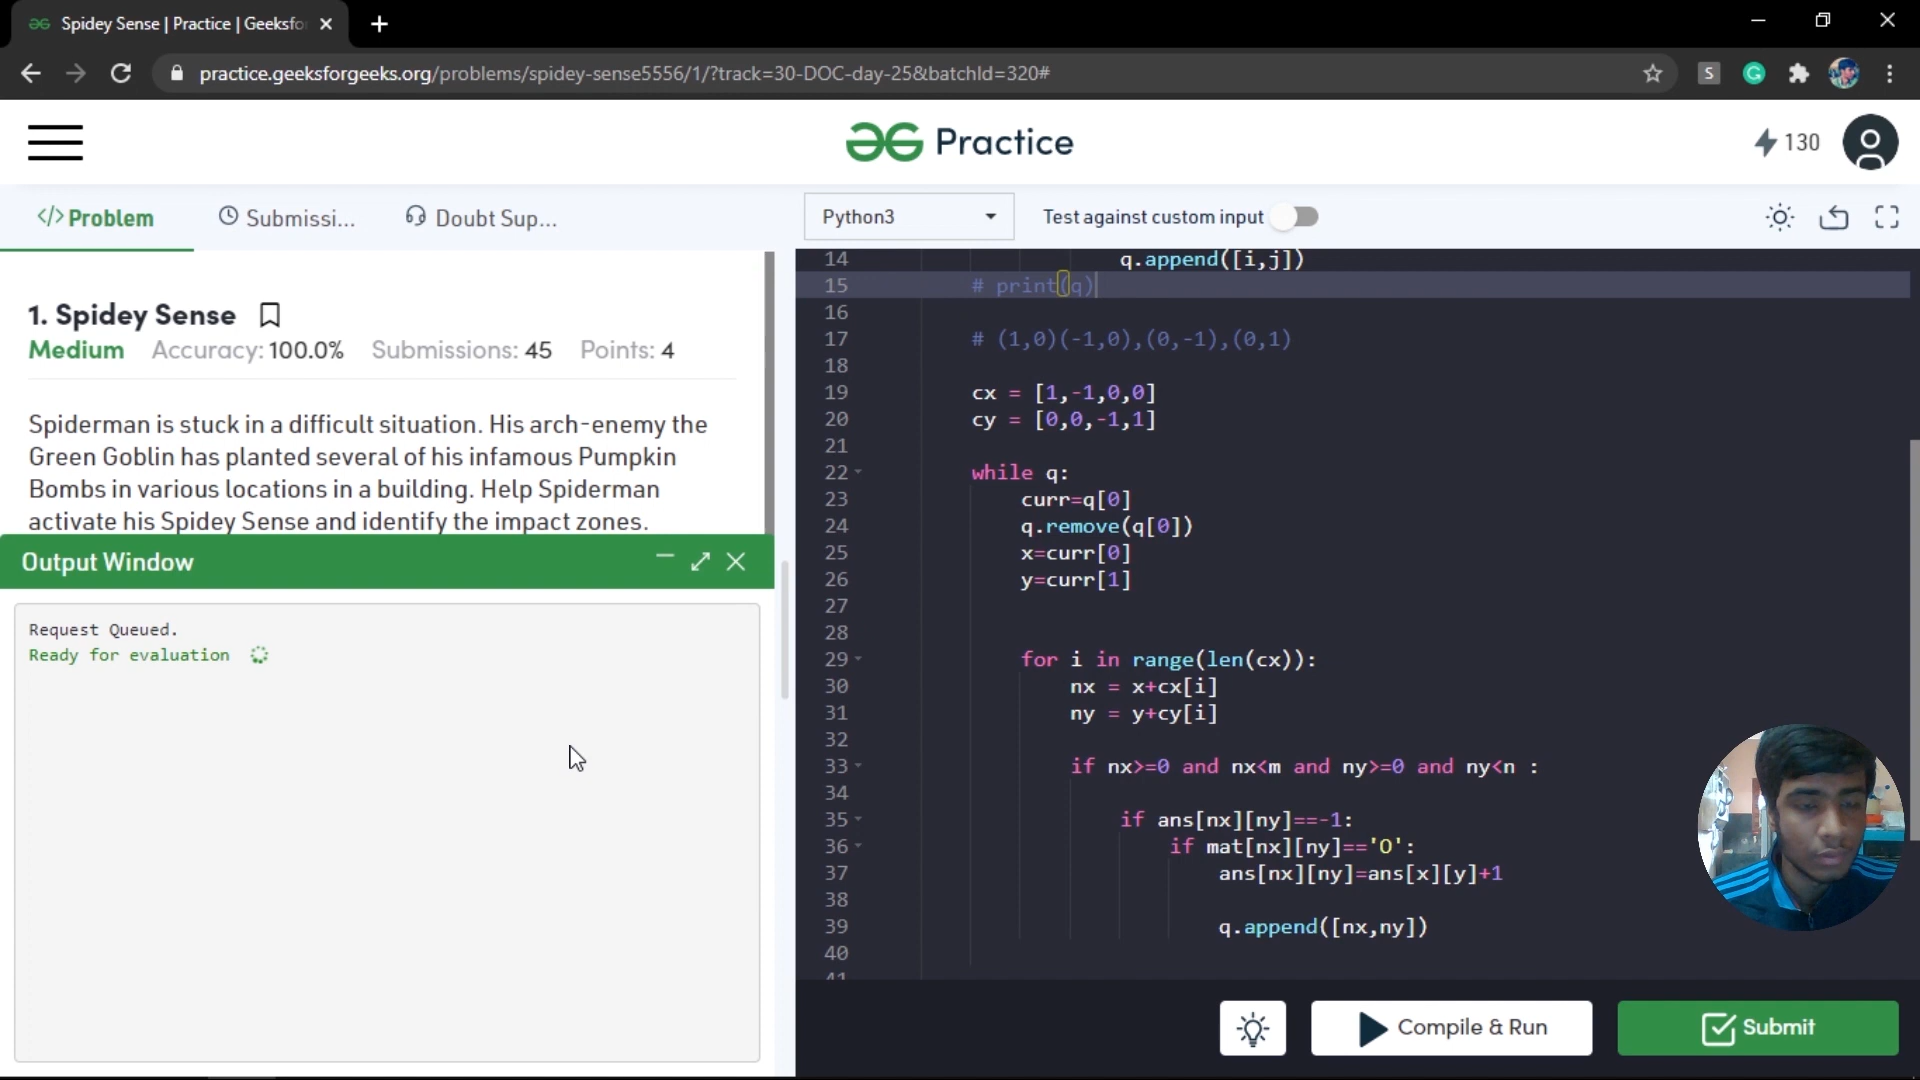 Spidey Sense | Practice | Geeksfo
practice.geeksforgeeks.org/problems/spidey-sense5556/1/?track=30-DOC-day-25&batchId=320#
S
G
Practice
130
</> Problem
Submissi...
Doubt Sup...
Python3
Test against custom input
1. Spidey Sense
Medium Accuracy: 100.0% Submissions: 45 Points: 4
Spiderman is stuck in a difficult situation. His arch-enemy the
Green Goblin has planted several of his infamous Pumpkin
Bombs in various locations in a building. Help Spiderman
activate his Spidey Sense and identify the impact zones.
Output Window
Request Queued.
Ready for evaluation
14 q.append([i,j])
15 # print(q)
16
17 # (1,0)(-1,0),(0,-1),(0,1)
18
19 cx = [1,-1,0,0]
20 cy = [0,0,-1,1]
21
22 while q:
23 curr=q[0]
24 q.remove(q[0])
25 x=curr[0]
26 y=curr[1]
27
28
29 for i in range(len(cx)):
30 nx = x+cx[i]
31 ny = y+cy[i]
32
33 if nx>=0 and nx<m and ny>=0 and ny<n :
34
35 if ans[nx][ny]==-1:
36 if mat[nx][ny]=='O':
37 ans[nx][ny]=ans[x][y]+1
38
39 q.append([nx,ny])
40
41
Compile & Run
Submit